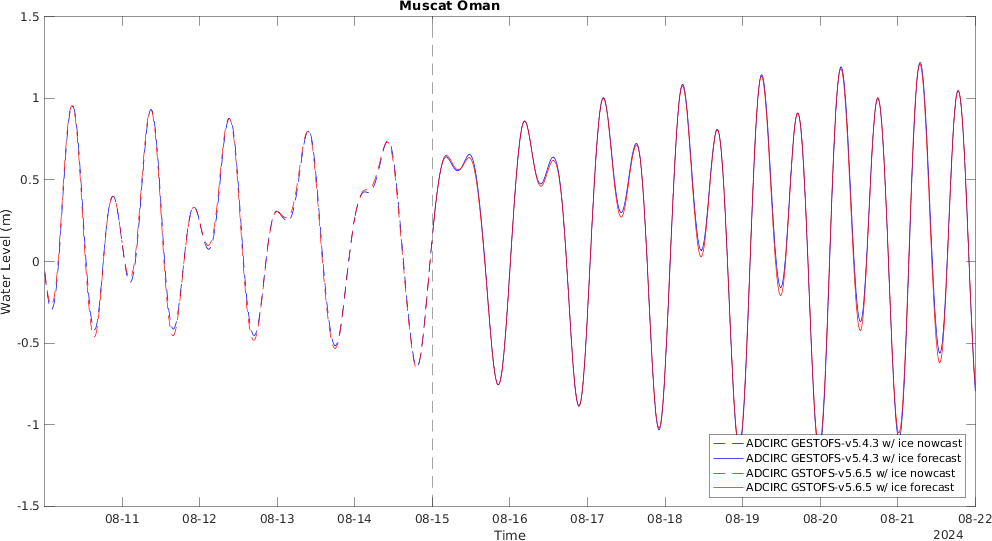 Muscat Oman
1.5
1
0.5
0
-0.5
-1
-1.5
Water Level (m)
08-11 08-12 08-13 08-14 08-15 08-16 08-17 08-18 08-19 08-20 08-21 08-22
Time
2024
ADCIRC GESTOFS-v5.4.3 w/ ice nowcast
ADCIRC GESTOFS-v5.4.3 w/ ice forecast
ADCIRC GSTOFS-v5.6.5 w/ ice nowcast
ADCIRC GSTOFS-v5.6.5 w/ ice forecast